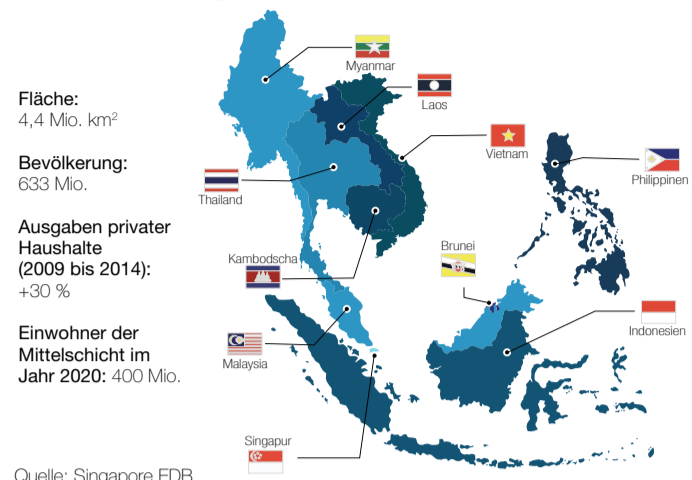 Fläche:
4,4 Mio. km²
Bevölkerung:
633 Mio.
Ausgaben privater
Haushalte
(2009 bis 2014):
+30 %
Einwohner der
Mittelschicht im
Jahr 2020: 400 Mio.
Quelle: Singapore EDB
Myanmar
Laos
Vietnam
Philippinen
Thailand
Kambodscha
Brunei
Indonesien
Malaysia
Singapur